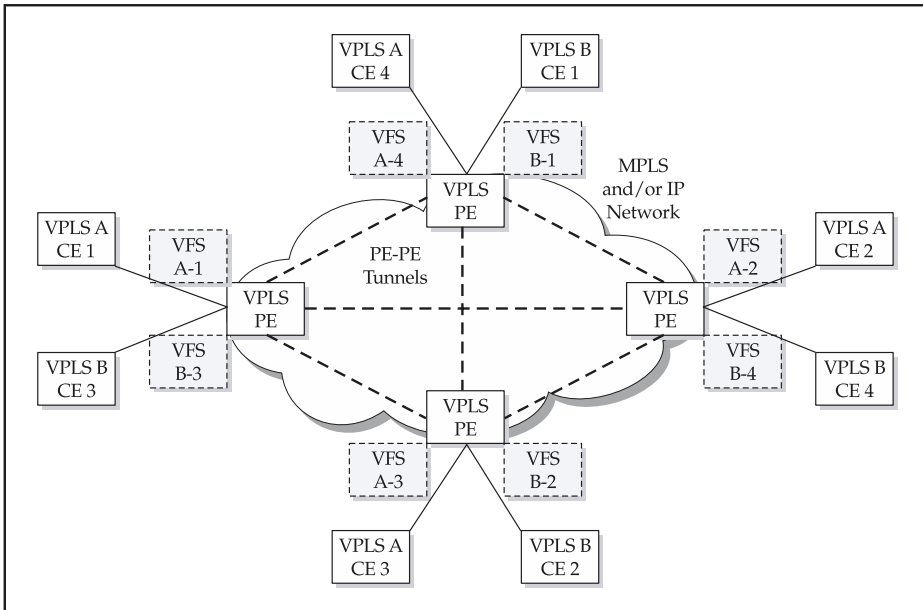 VPLS A
CE 4
VPLS B
CE 1
VFS
A-4
VFS
B-1
VPLS
PE
MPLS
and/or IP
Network
VPLS A
CE 1
VFS
A-1
PE-PE
Tunnels
VFS
A-2
VPLS A
CE 2
VPLS
PE
VPLS
PE
VPLS B
CE 3
VFS
B-3
VFS
B-4
VPLS B
CE 4
VPLS
PE
VFS
A-3
VFS
B-2
VPLS A
CE 3
VPLS B
CE 2